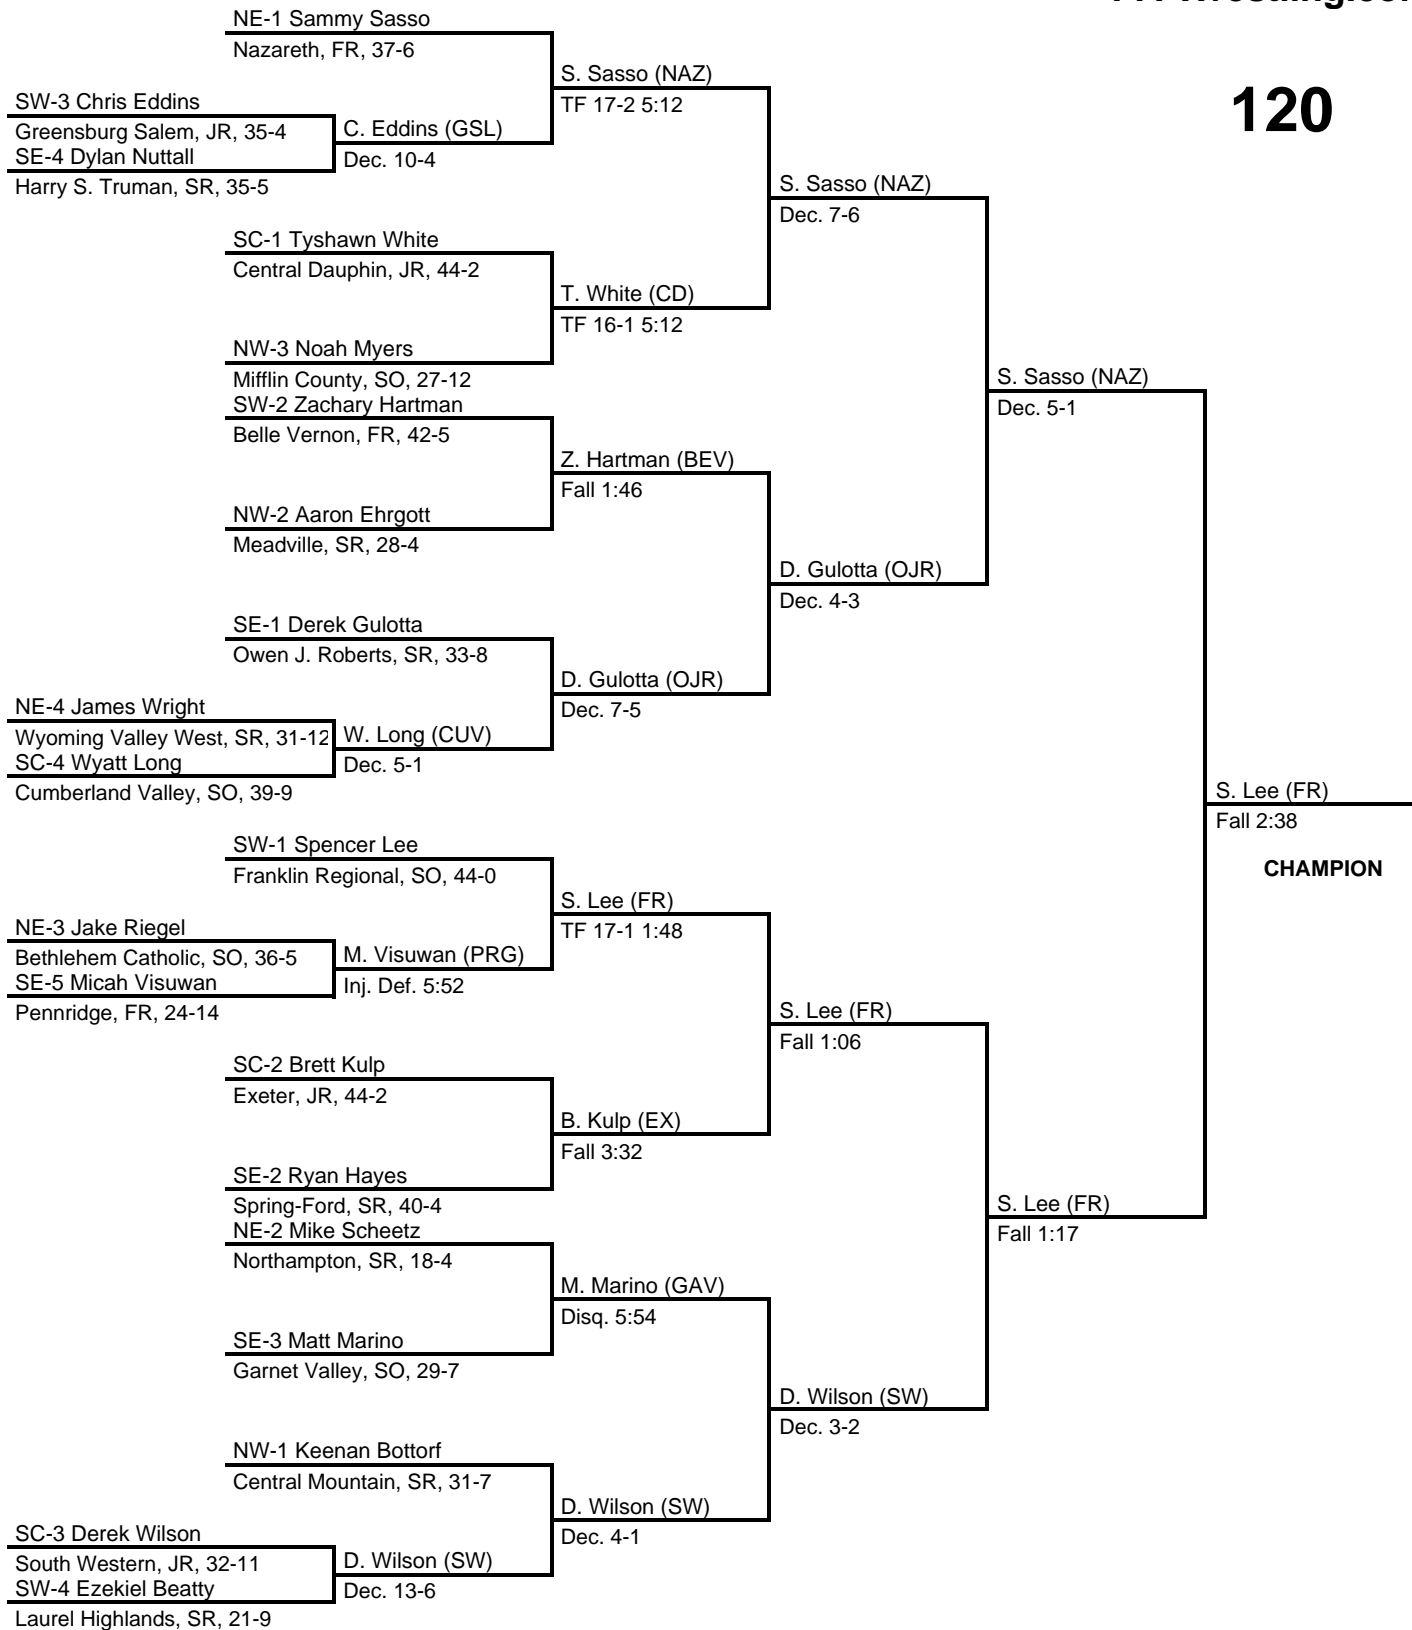 NE-1 Sammy Sasso
Nazareth, FR, 37-6
S. Sasso (NAZ)
TF 17-2 5:12
120
SW-3 Chris Eddins
Greensburg Salem, JR, 35-4
SE-4 Dylan Nuttall
Harry S. Truman, SR, 35-5
C. Eddins (GSL)
Dec. 10-4
S. Sasso (NAZ)
Dec. 7-6
SC-1 Tyshawn White
Central Dauphin, JR, 44-2
T. White (CD)
TF 16-1 5:12
NW-3 Noah Myers
Mifflin County, SO, 27-12
S. Sasso (NAZ)
Dec. 5-1
SW-2 Zachary Hartman
Belle Vernon, FR, 42-5
Z. Hartman (BEV)
Fall 1:46
NW-2 Aaron Ehrgott
Meadville, SR, 28-4
D. Gulotta (OJR)
Dec. 4-3
SE-1 Derek Gulotta
Owen J. Roberts, SR, 33-8
D. Gulotta (OJR)
Dec. 7-5
NE-4 James Wright
Wyoming Valley West, SR, 31-12
SC-4 Wyatt Long
Cumberland Valley, SO, 39-9
W. Long (CUV)
Dec. 5-1
S. Lee (FR)
Fall 2:38
CHAMPION
SW-1 Spencer Lee
Franklin Regional, SO, 44-0
S. Lee (FR)
TF 17-1 1:48
NE-3 Jake Riegel
Bethlehem Catholic, SO, 36-5
SE-5 Micah Visuwan
Pennridge, FR, 24-14
M. Visuwan (PRG)
Inj. Def. 5:52
S. Lee (FR)
Fall 1:06
SC-2 Brett Kulp
Exeter, JR, 44-2
B. Kulp (EX)
Fall 3:32
SE-2 Ryan Hayes
Spring-Ford, SR, 40-4
S. Lee (FR)
Fall 1:17
NE-2 Mike Scheetz
Northampton, SR, 18-4
M. Marino (GAV)
Disq. 5:54
SE-3 Matt Marino
Garnet Valley, SO, 29-7
D. Wilson (SW)
Dec. 3-2
NW-1 Keenan Bottorf
Central Mountain, SR, 31-7
D. Wilson (SW)
Dec. 4-1
SC-3 Derek Wilson
South Western, JR, 32-11
SW-4 Ezekiel Beatty
Laurel Highlands, SR, 21-9
D. Wilson (SW)
Dec. 13-6